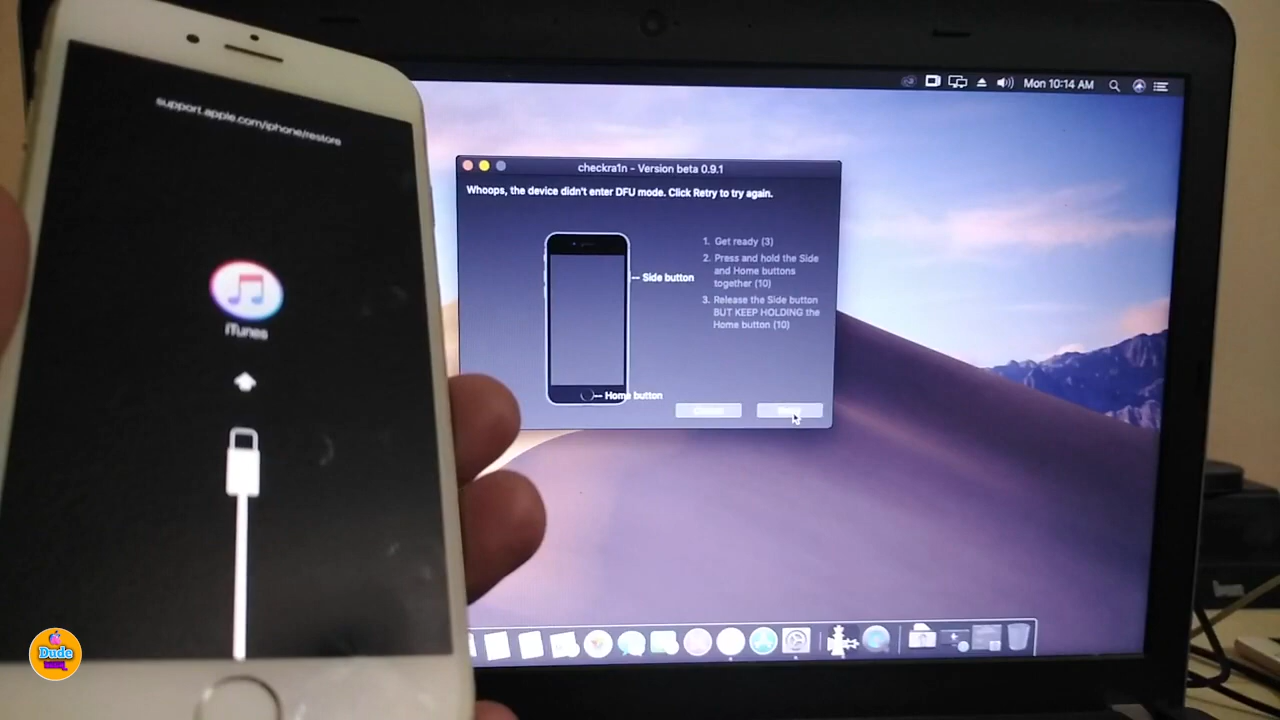 support.apple.com/iphone/restore
iTunes
Mon 10:14 AM
checkra1n - Version beta 0.9.1
Whoops, the device didn't enter DFU mode. Click Retry to try again.
Side button
Home button
1. Get ready (3)
2. Press and hold the Side
and Home buttons
together (10)
3. Release the Side button
BUT KEEP HOLDING the
Home button (10)
Dude